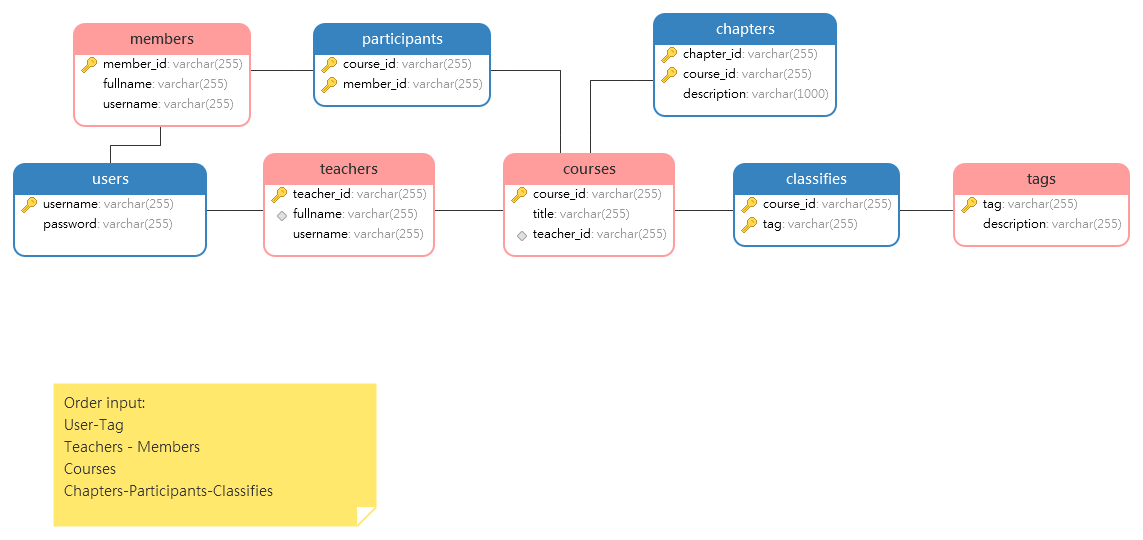 members
member_id: varchar(255)
fullname: varchar(255)
username: varchar(255)
participants
course_id: varchar(255)
member_id: varchar(255)
chapters
chapter_id: varchar(255)
course_id: varchar(255)
description: varchar(1000)
users
username: varchar(255)
password: varchar(255)
teachers
teacher_id: varchar(255)
fullname: varchar(255)
username: varchar(255)
courses
course_id: varchar(255)
title: varchar(255)
teacher_id: varchar(255)
classifies
course_id: varchar(255)
tag: varchar(255)
tags
tag: varchar(255)
description: varchar(255)
Order input:
User-Tag
Teachers - Members
Courses
Chapters-Participants-Classifies